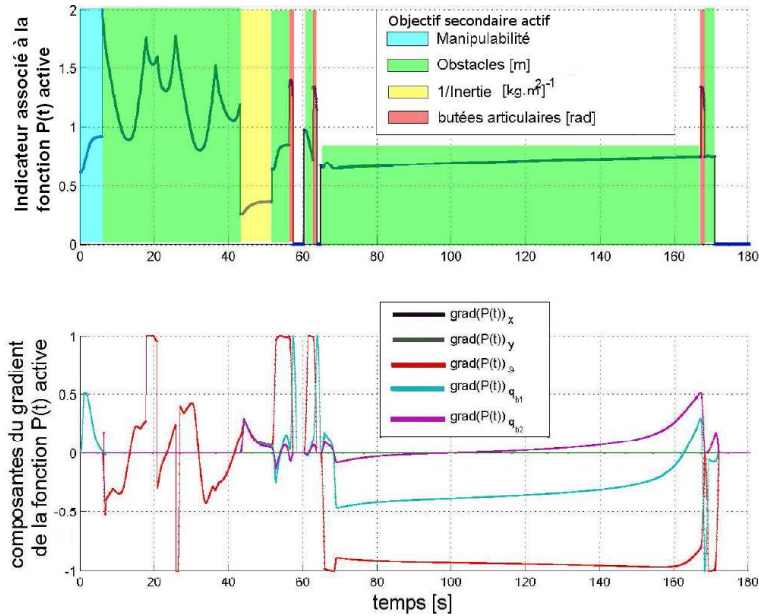 Indicateur associé à la
fonction P(t) active
2
1.5
1
0.5
0
0 20 40 60 80 100 120 140 160 180
Objectif secondaire actif
Manipulabilité
Obstacles [m]
1/Inertie [kg.m²]⁻¹
butées articulaires [rad]
composantes du gradient
de la fonction P(t) active
1
0.5
0
-0.5
-1
0 20 40 60 80 100 120 140 160 180
temps [s]
grad(P(t)) x
grad(P(t)) y
grad(P(t)) 𝜗
grad(P(t)) q b1
grad(P(t)) q b2